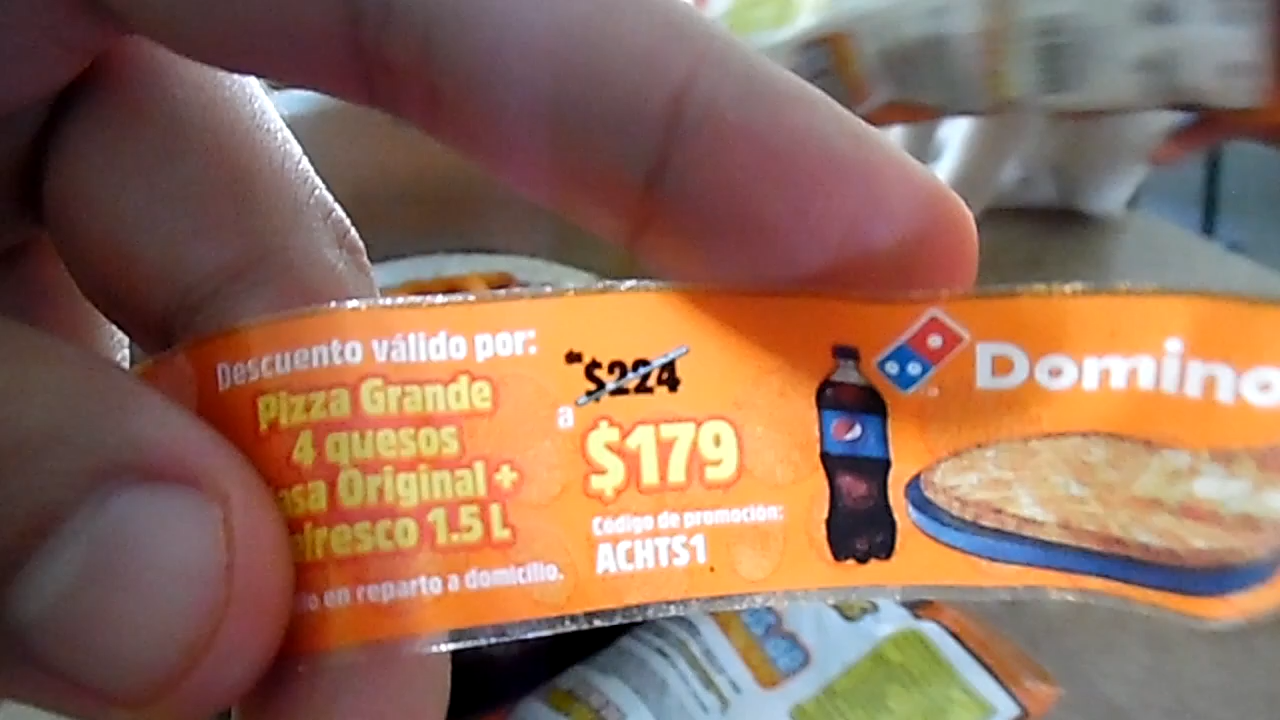 Descuento válido por:
Pizza Grande
4 quesos
Original +
1.5 L
en reparto a domicilio.
de $224
a
$179
Código de promoción:
ACHTS1
Domino